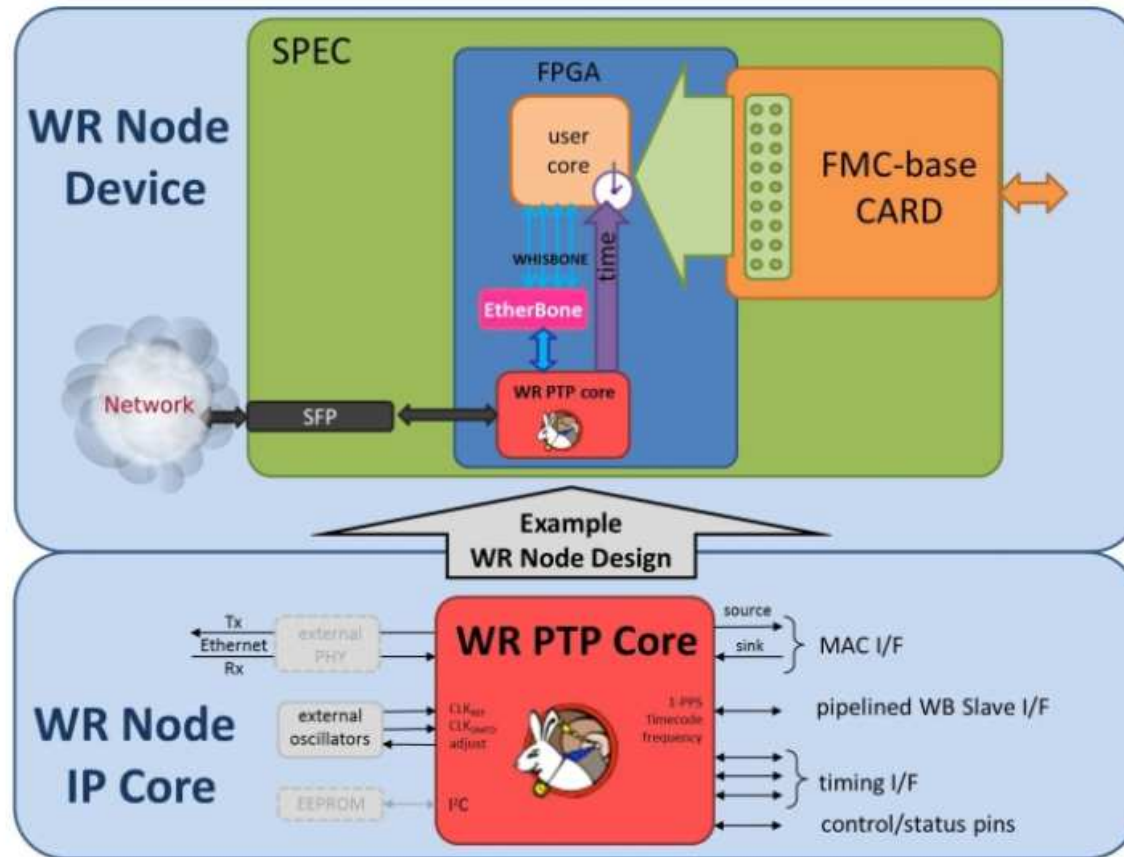 SPEC
FPGA
WR Node
Device
user
core
FMC-base
CARD
WHISBONE
time
EtherBone
WR PTP core
Network
SFP
Example
WR Node Design
WR Node
IP Core
Tx
Ethernet
Rx
external
PHY
external
oscillators
EEPROM
WR PTP Core
CLKREF
CLKDMTD
adjust
I²C
1-PPS
Timecode
frequency
source
sink
MAC I/F
pipelined WB Slave I/F
timing I/F
control/status pins